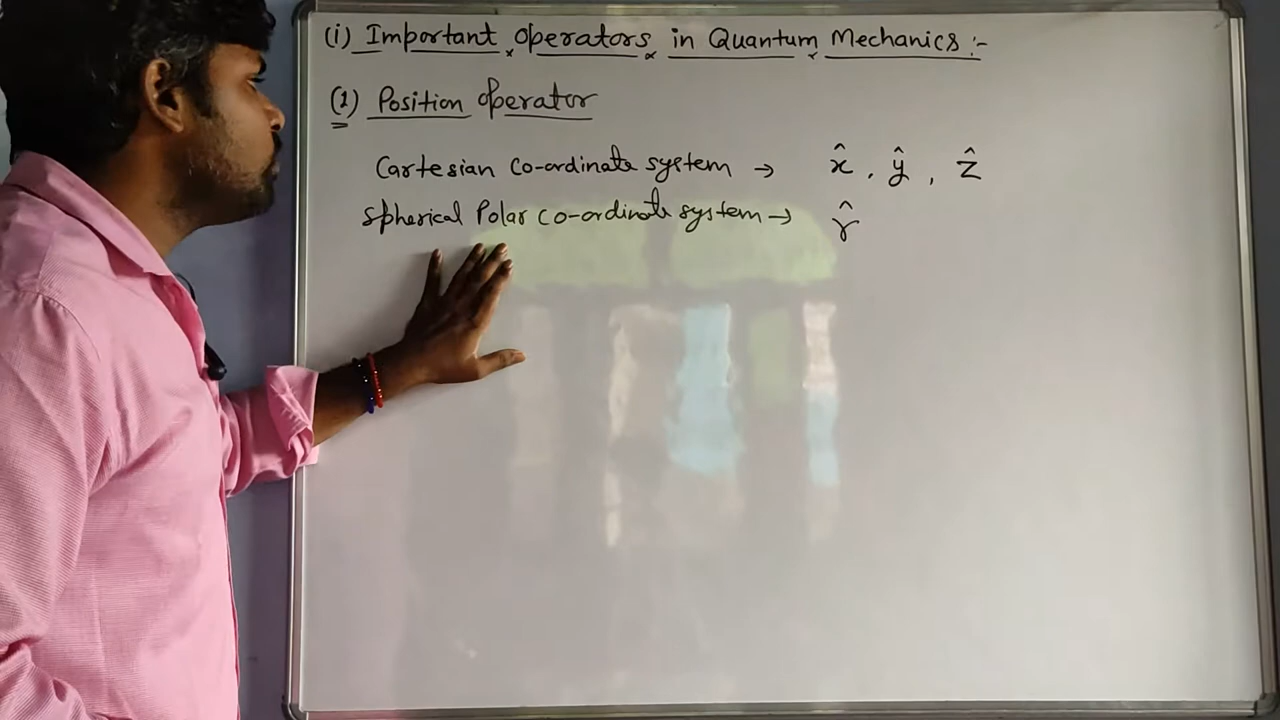 (i) Important operators in Quantum Mechanics :-
(1) Position operator
Cartesian co-ordinate system → x̂, ŷ, ẑ
Spherical Polar co-ordinate system → r̂